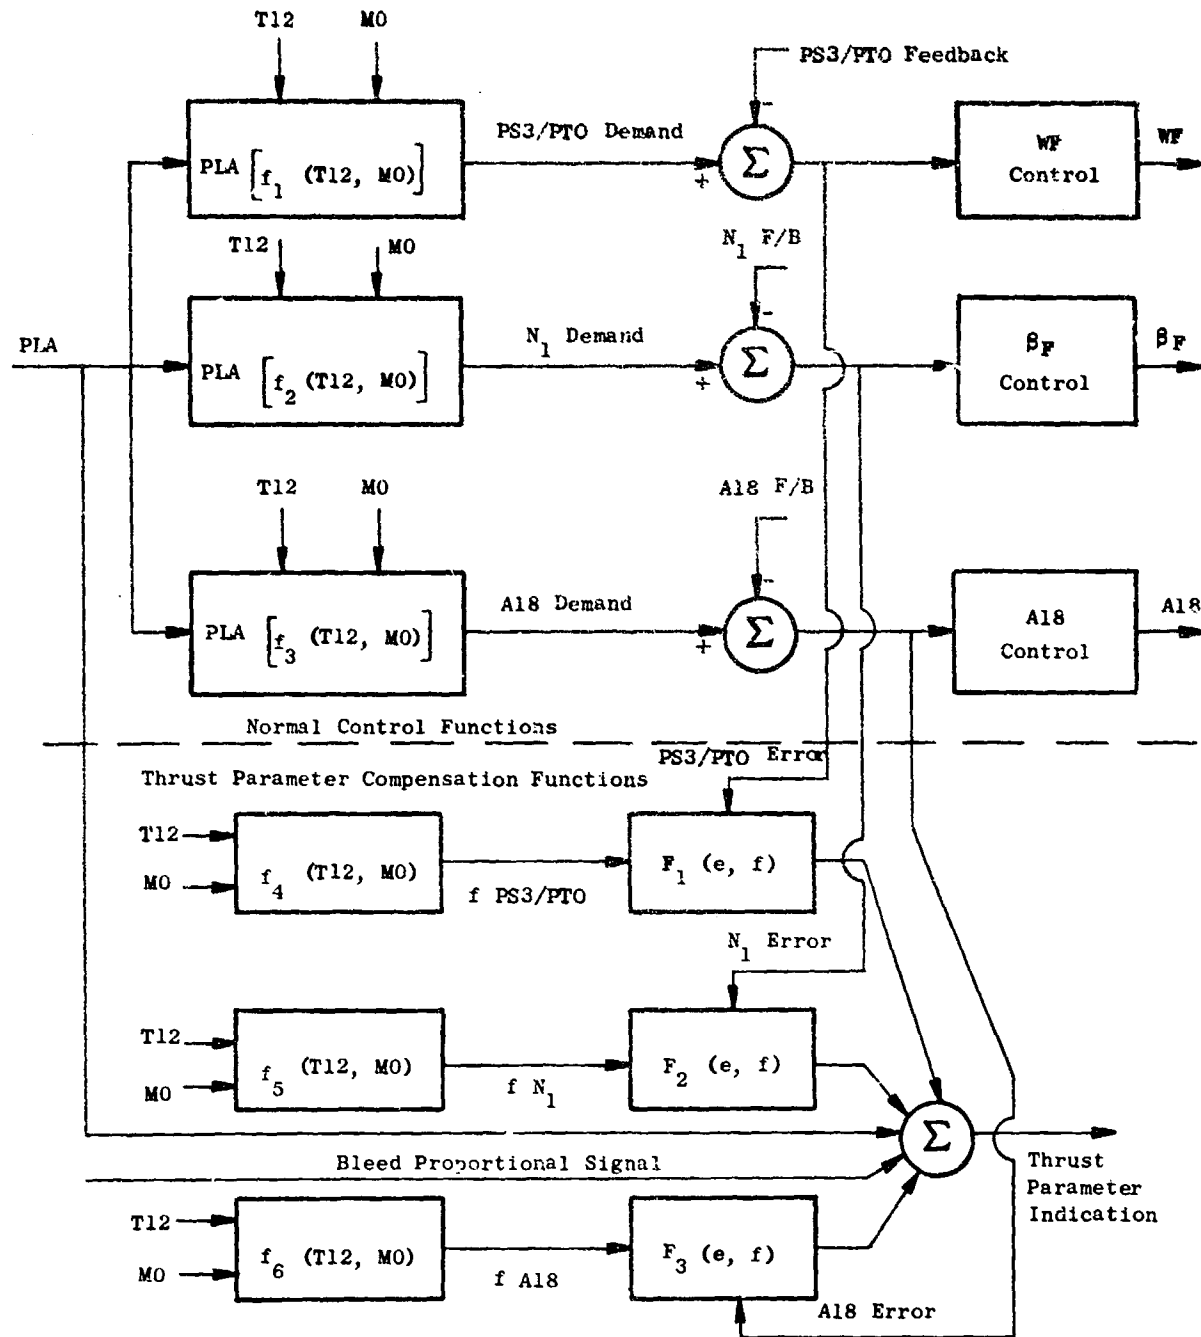 T12 M0
PS3/PTO Feedback
-
PLA [f1 (T12, M0)]
PS3/PTO Demand
+
Σ
WF
Control
WF
T12 M0
N1 F/B
-
PLA
PLA [f2 (T12, M0)]
N1 Demand
+
Σ
βF
Control
βF
T12 M0
A18 F/B
-
PLA [f3 (T12, M0)]
A18 Demand
+
Σ
A18
Control
A18
Normal Control Functions
PS3/PTO Error
Thrust Parameter Compensation Functions
T12
M0
f4 (T12, M0)
f PS3/PTO
F1 (e, f)
N1 Error
T12
M0
f5 (T12, M0)
f N1
F2 (e, f)
Σ
Bleed Proportional Signal
Thrust
Parameter
Indication
T12
M0
f6 (T12, M0)
f A18
F3 (e, f)
A18 Error